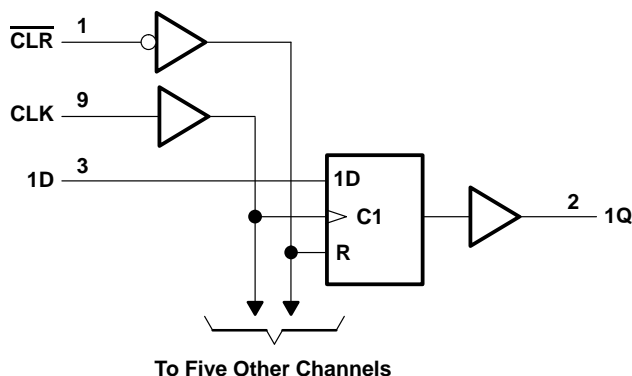 CLR 1
CLK 9
1D 3
1D
C1
R
2 1Q
To Five Other Channels